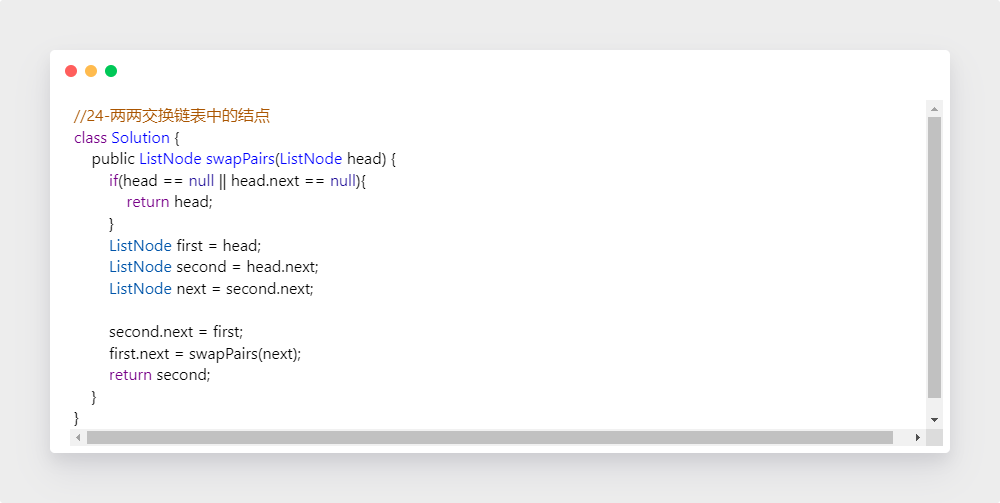 //24-两两交换链表中的结点
class Solution {
    public ListNode swapPairs(ListNode head) {
        if(head == null || head.next == null){
            return head;
        }
        ListNode first = head;
        ListNode second = head.next;
        ListNode next = second.next;

        second.next = first;
        first.next = swapPairs(next);
        return second;
    }
}